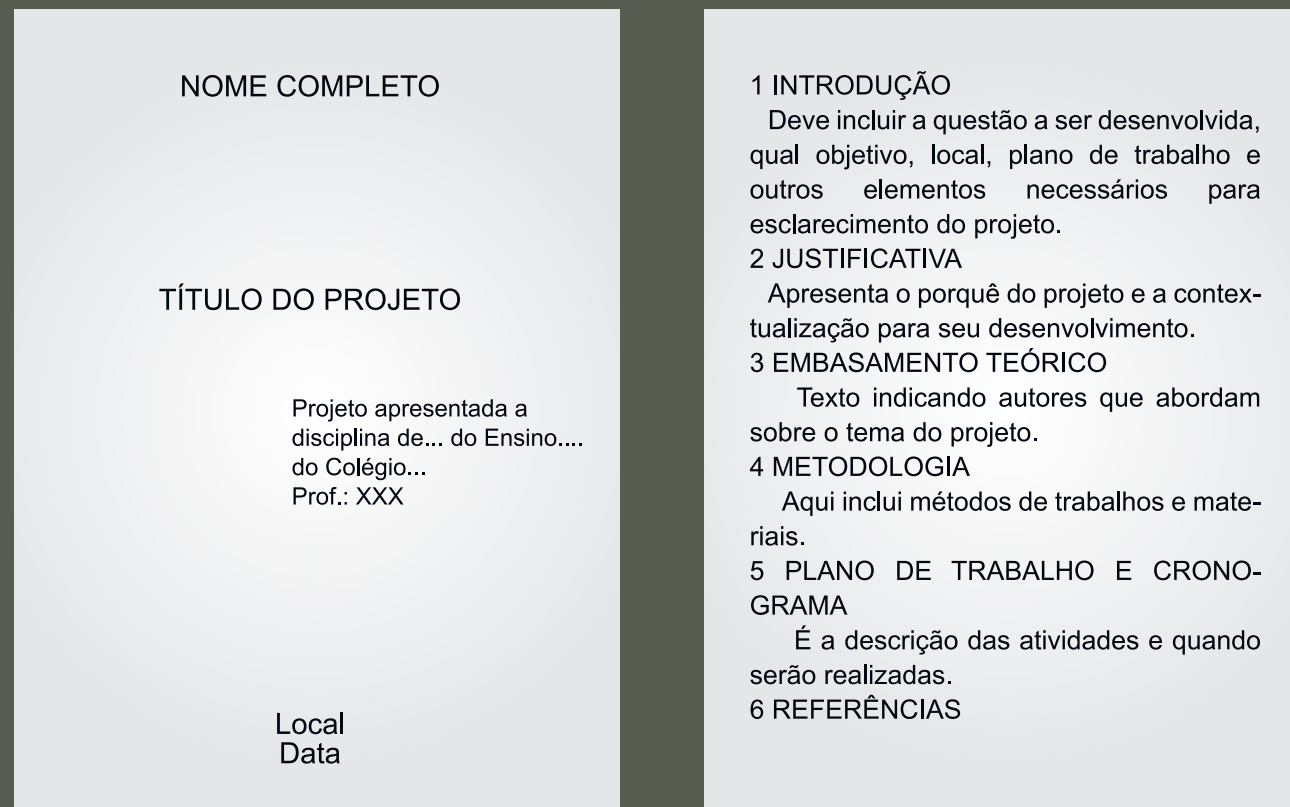 NOME COMPLETO
TÍTULO DO PROJETO
Projeto apresentada a
disciplina de... do Ensino....
do Colégio...
Prof.: XXX
Local
Data
1 INTRODUÇÃO
Deve incluir a questão a ser desenvolvida,
qual objetivo, local, plano de trabalho e
outros elementos necessários para
esclarecimento do projeto.
2 JUSTIFICATIVA
Apresenta o porquê do projeto e a contex-
tualização para seu desenvolvimento.
3 EMBASAMENTO TEÓRICO
Texto indicando autores que abordam
sobre o tema do projeto.
4 METODOLOGIA
Aqui inclui métodos de trabalhos e mate-
riais.
5 PLANO DE TRABALHO E CRONO-
GRAMA
É a descrição das atividades e quando
serão realizadas.
6 REFERÊNCIAS